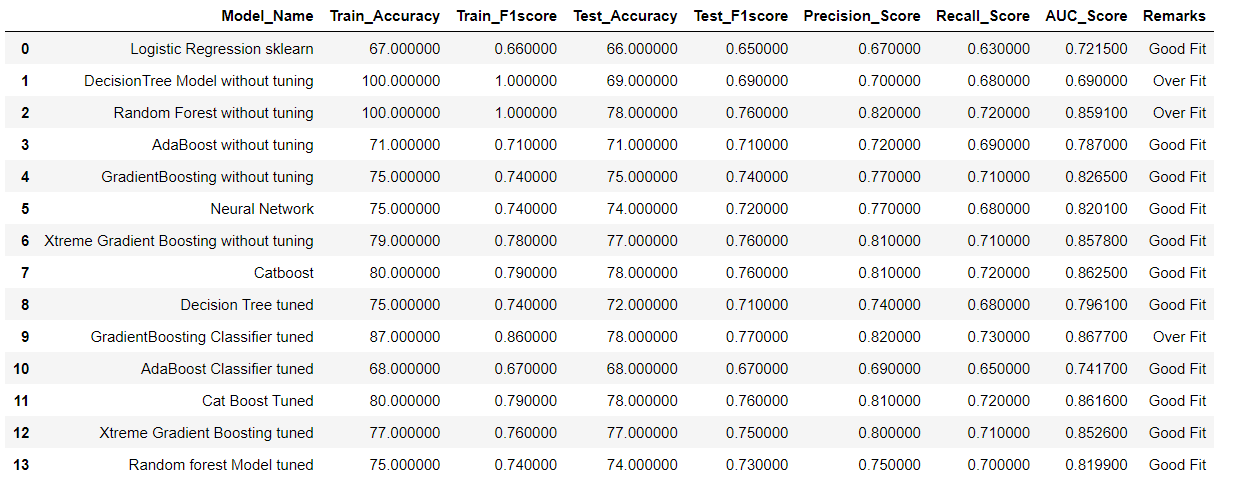 Model_Name Train_Accuracy Train_F1score Test_Accuracy Test_F1score Precision_Score Recall_Score AUC_Score Remarks
0 Logistic Regression sklearn 67.000000 0.660000 66.000000 0.650000 0.670000 0.630000 0.721500 Good Fit
1 DecisionTree Model without tuning 100.000000 1.000000 69.000000 0.690000 0.700000 0.680000 0.690000 Over Fit
2 Random Forest without tuning 100.000000 1.000000 78.000000 0.760000 0.820000 0.720000 0.859100 Over Fit
3 AdaBoost without tuning 71.000000 0.710000 71.000000 0.710000 0.720000 0.690000 0.787000 Good Fit
4 GradientBoosting without tuning 75.000000 0.740000 75.000000 0.740000 0.770000 0.710000 0.826500 Good Fit
5 Neural Network 75.000000 0.740000 74.000000 0.720000 0.770000 0.680000 0.820100 Good Fit
6 Xtreme Gradient Boosting without tuning 79.000000 0.780000 77.000000 0.760000 0.810000 0.710000 0.857800 Good Fit
7 Catboost 80.000000 0.790000 78.000000 0.760000 0.810000 0.720000 0.862500 Good Fit
8 Decision Tree tuned 75.000000 0.740000 72.000000 0.710000 0.740000 0.680000 0.796100 Good Fit
9 GradientBoosting Classifier tuned 87.000000 0.860000 78.000000 0.770000 0.820000 0.730000 0.867700 Over Fit
10 AdaBoost Classifier tuned 68.000000 0.670000 68.000000 0.670000 0.690000 0.650000 0.741700 Good Fit
11 Cat Boost Tuned 80.000000 0.790000 78.000000 0.760000 0.810000 0.720000 0.861600 Good Fit
12 Xtreme Gradient Boosting tuned 77.000000 0.760000 77.000000 0.750000 0.800000 0.710000 0.852600 Good Fit
13 Random forest Model tuned 75.000000 0.740000 74.000000 0.730000 0.750000 0.700000 0.819900 Good Fit